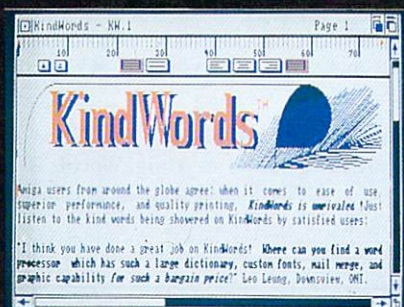 KindWords - KW.1 Page 1
10 20 30 40 50 60 70
KindWords™
Amiga users from around the globe agree! when it comes to ease of use,
superior performance, and quality printing, KindWords is unrivaled! Just
listen to the kind words being showered on KindWords by satisfied users:
"I think you have done a great job on KindWords! Where can you find a word
processor which has such a large dictionary, custom fonts, mail merge, and
graphic capability for such a bargain price?" Leo Leung, Downsview, ONT.